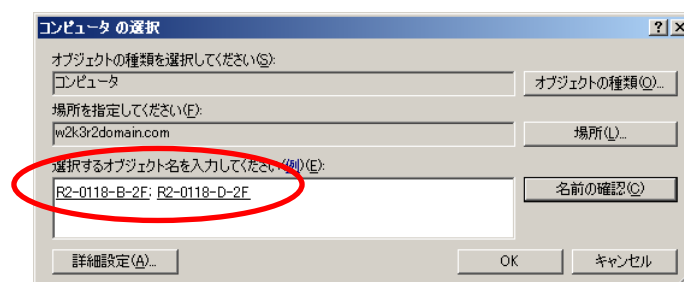 コンピュータ の選択
オブジェクトの種類を選択してください(S):
コンピュータ
オブジェクトの種類(O)...
場所を指定してください(F):
w2k3r2domain.com
場所(L)...
選択するオブジェクト名を入力してください(例)(E):
R2-0118-B-2F; R2-0118-D-2F
名前の確認(C)
詳細設定(A)...
OK
キャンセル